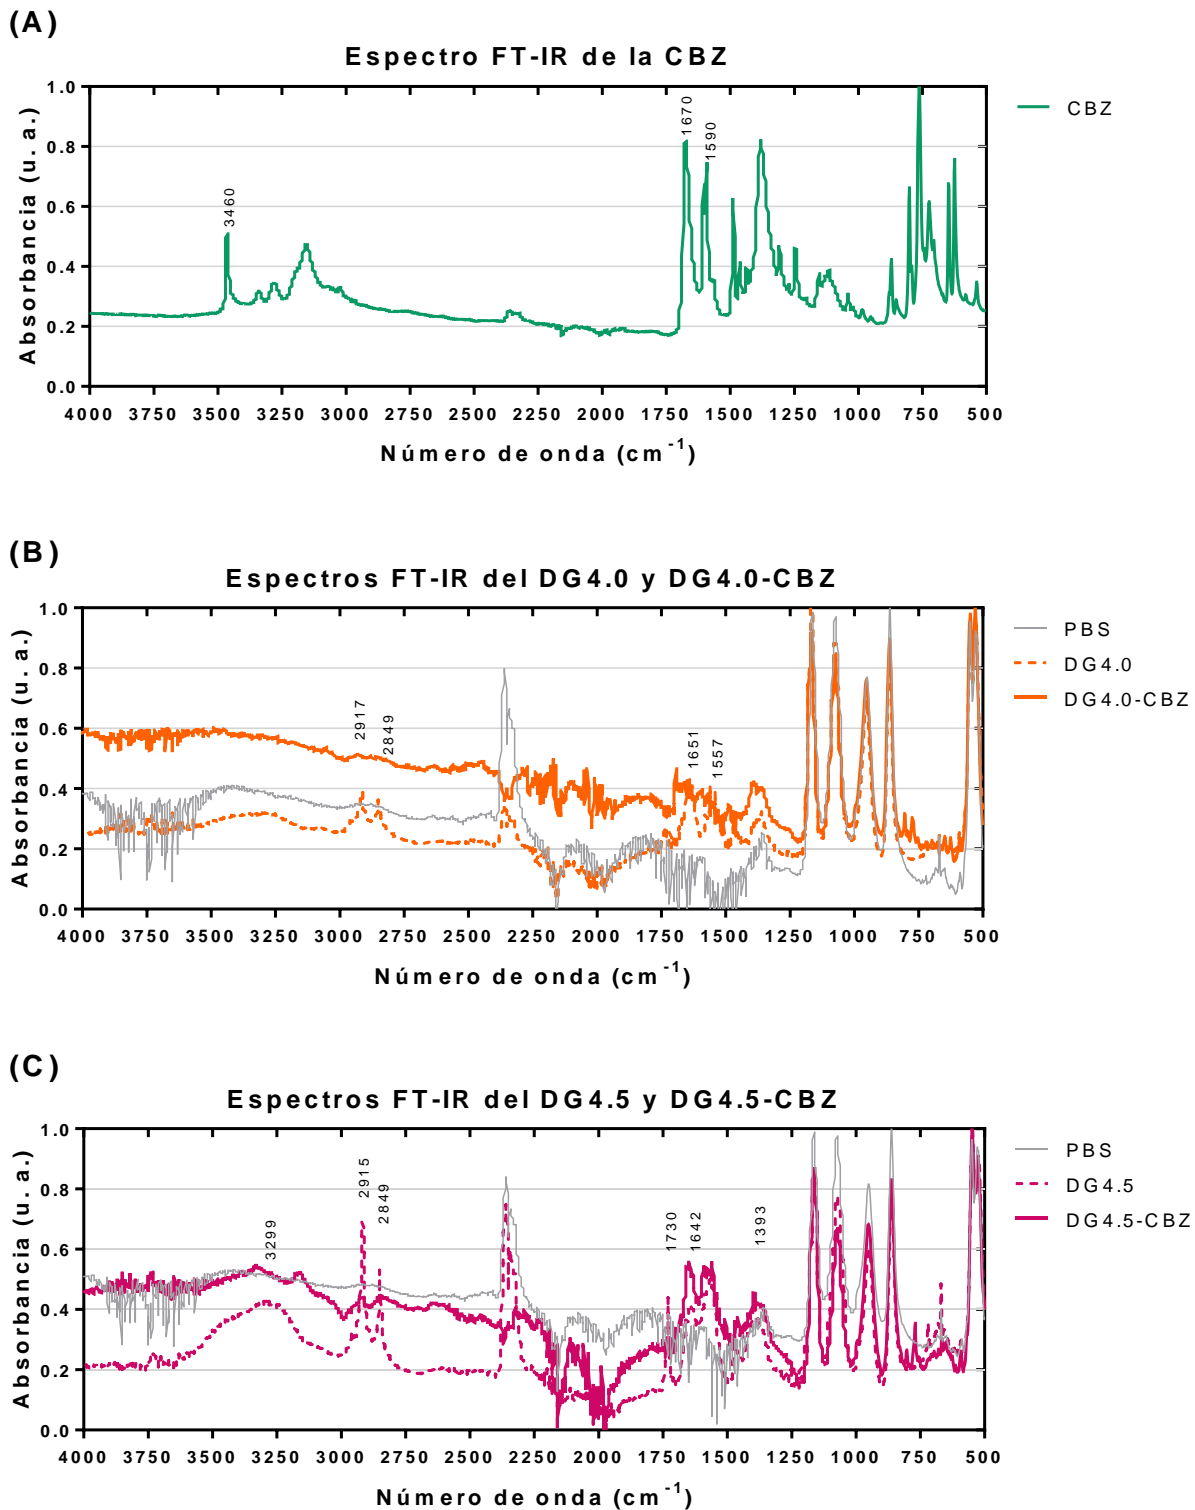 (A)
Espectro FT-IR de la CBZ
Absorbancia (u. a.)
1.0
0.8
0.6
0.4
0.2
0.0
3460
1670
1590
CBZ
4000 3750 3500 3250 3000 2750 2500 2250 2000 1750 1500 1250 1000 750 500
Número de onda (cm-1)
(B)
Espectros FT-IR del DG4.0 y DG4.0-CBZ
Absorbancia (u. a.)
1.0
0.8
0.6
0.4
0.2
0.0
2917
2849
1651
1557
PBS
DG4.0
DG4.0-CBZ
4000 3750 3500 3250 3000 2750 2500 2250 2000 1750 1500 1250 1000 750 500
Número de onda (cm-1)
(C)
Espectros FT-IR del DG4.5 y DG4.5-CBZ
Absorbancia (u. a.)
1.0
0.8
0.6
0.4
0.2
0.0
3299
2915
2849
1730
1642
1393
PBS
DG4.5
DG4.5-CBZ
4000 3750 3500 3250 3000 2750 2500 2250 2000 1750 1500 1250 1000 750 500
Número de onda (cm-1)